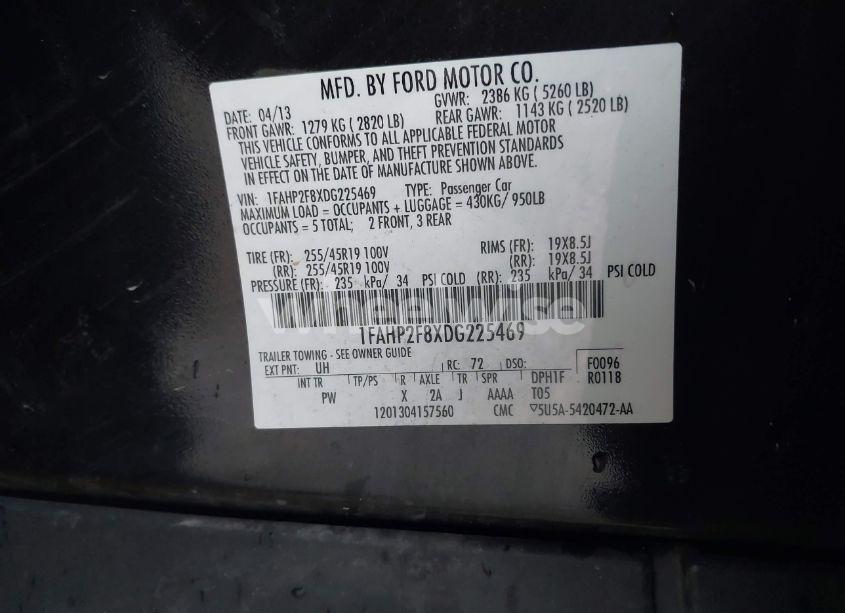 MFD. BY FORD MOTOR CO.
DATE: 04/13 GVWR: 2386 KG ( 5260 LB)
FRONT GAWR: 1279 KG ( 2820 LB) REAR GAWR: 1143 KG ( 2520 LB)
THIS VEHICLE CONFORMS TO ALL APPLICABLE FEDERAL MOTOR
VEHICLE SAFETY, BUMPER, AND THEFT PREVENTION STANDARDS
IN EFFECT ON THE DATE OF MANUFACTURE SHOWN ABOVE.
VIN: 1FAHP2F8XDG225469 TYPE: Passenger Car
MAXIMUM LOAD = OCCUPANTS + LUGGAGE = 430KG/ 950LB
OCCUPANTS = 5 TOTAL; 2 FRONT, 3 REAR
TIRE (FR): 255/45R19 100V RIMS (FR): 19X8.5J
(RR): 255/45R19 100V (RR): 19X8.5J
PRESSURE (FR): 235 kPa/ 34 PSI COLD (RR): 235 kPa/ 34 PSI COLD
1FAHP2F8XDG225469
TRAILER TOWING - SEE OWNER GUIDE
EXT PNT: UH RC: 72 DSO: F0096
INT TR TP/PS R AXLE TR SPR DPH1F R0118
PW X 2A J AAAA T05
1201304157560 CMC ▽5U5A-5420472-AA